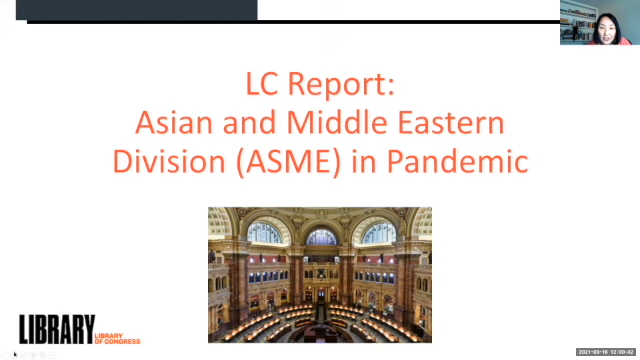 LC Report:
Asian and Middle Eastern
Division (ASME) in Pandemic
LIBRARY
LIBRARY
OF CONGRESS
2021-03-16 12:00:42